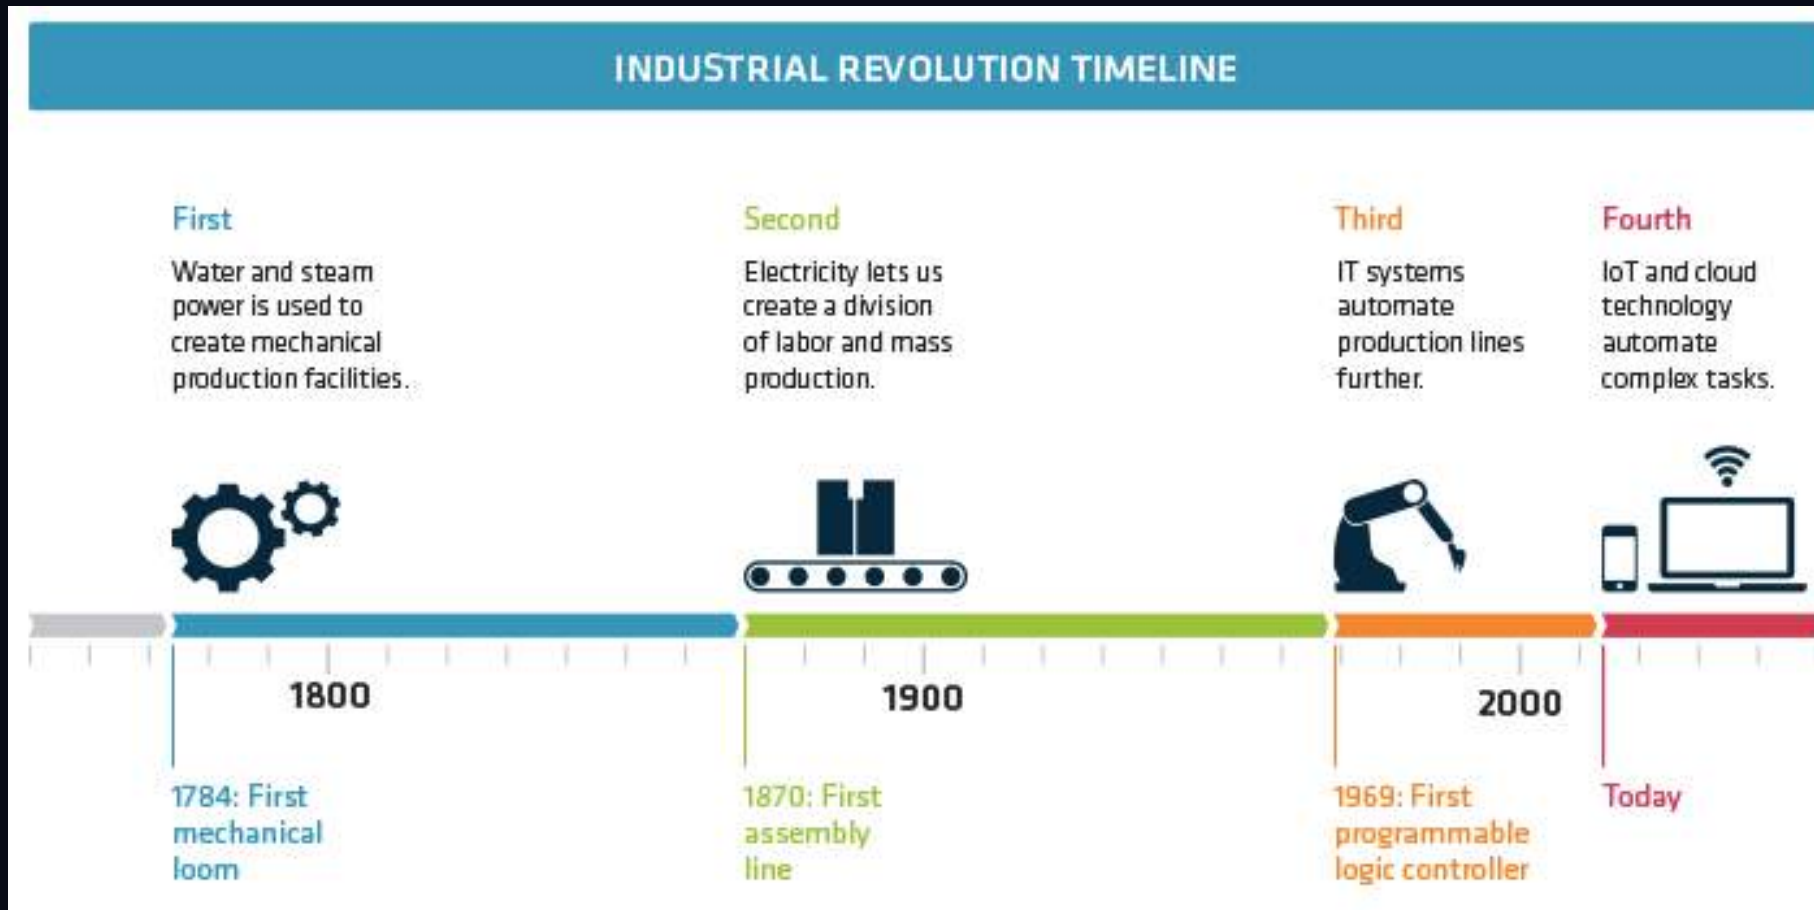 INDUSTRIAL REVOLUTION TIMELINE
First
Water and steam
power is used to
create mechanical
production facilities.
Second
Electricity lets us
create a division
of labor and mass
production.
Third
IT systems
automate
production lines
further.
Fourth
IoT and cloud
technology
automate
complex tasks.
1800
1900
2000
1784: First
mechanical
loom
1870: First
assembly
line
1969: First
programmable
logic controller
Today